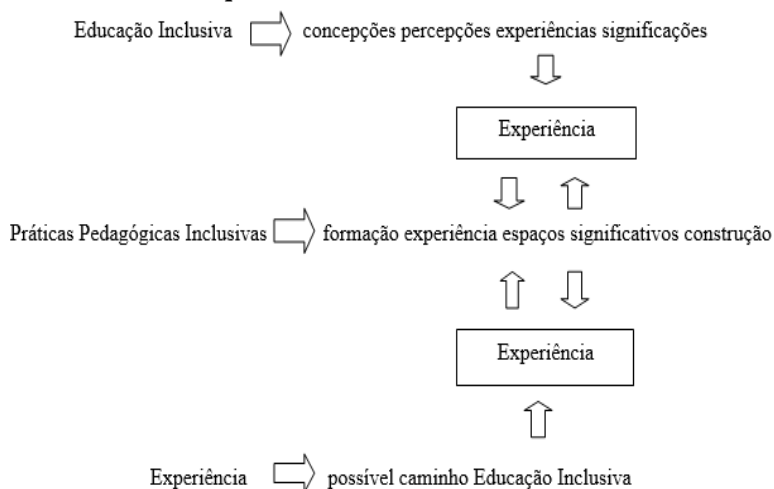 Educação Inclusiva concepções percepções experiências significações
Experiência
Práticas Pedagógicas Inclusivas formação experiência espaços significativos construção
Experiência
Experiência possível caminho Educação Inclusiva